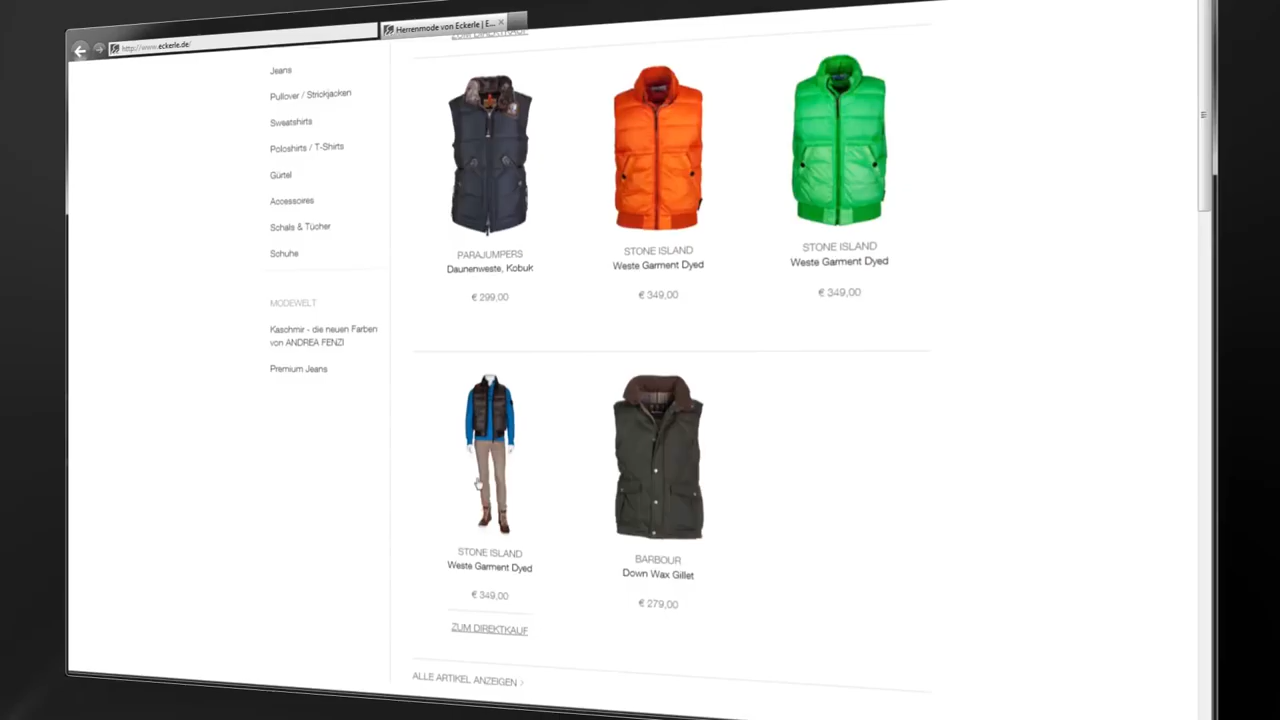 http://www.eckerle.de/
Herrenmode von Eckerle | E...
ZUM DIREKTKAUF
Jeans
Pullover / Strickjacken
Sweatshirts
Poloshirts / T-Shirts
Gürtel
Accessoires
Schals & Tücher
Schuhe
MODEWELT
Kaschmir - die neuen Farben
von ANDREA FENZI
Premium Jeans
PARAJUMPERS
Daunenweste, Kobuk
€ 299,00
STONE ISLAND
Weste Garment Dyed
€ 349,00
STONE ISLAND
Weste Garment Dyed
€ 349,00
STONE ISLAND
Weste Garment Dyed
€ 349,00
ZUM DIREKTKAUF
BARBOUR
Down Wax Gillet
€ 279,00
ALLE ARTIKEL ANZEIGEN >